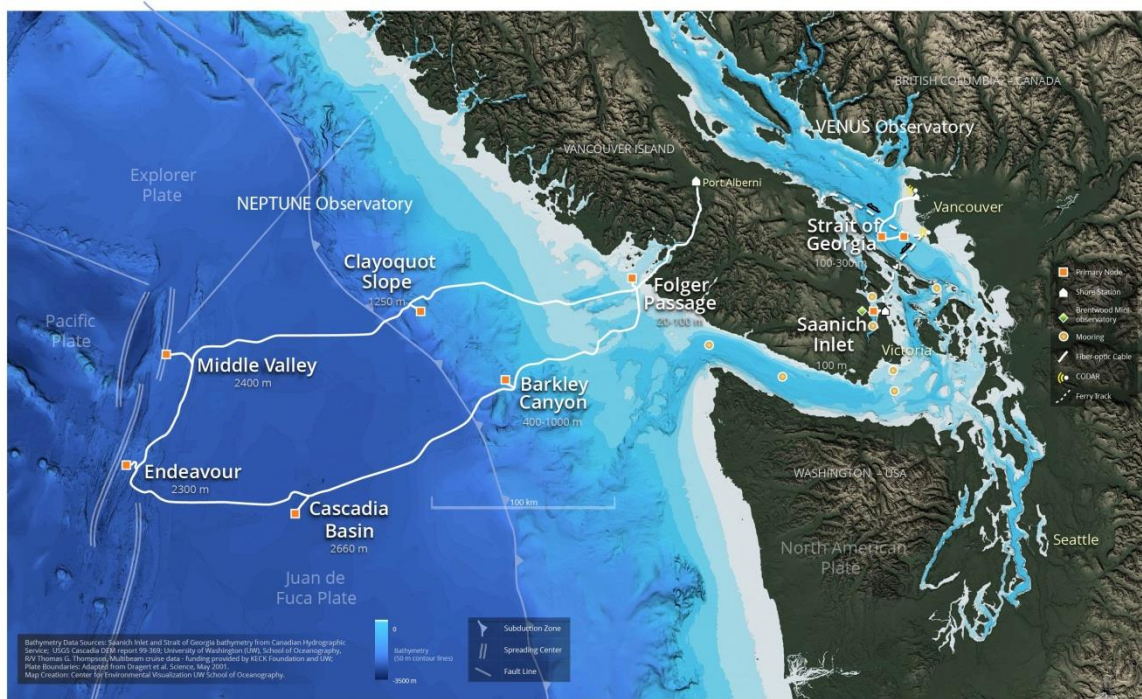 BRITISH COLUMBIA - CANADA
VENUS Observatory
VANCOUVER ISLAND
Port Alberni
Explorer
Plate
NEPTUNE Observatory
Vancouver
Strait of
Georgia
100-300 m
Clayoquot
Slope
1250 m
Folger
Passage
20-100 m
Primary Node
Shore Station
Brentwood Mini
observatory
Mooring
Fiber-optic Cable
CODAR
Ferry Track
Pacific
Plate
Saanich
Inlet
100 m
Victoria
Middle Valley
2400 m
Barkley
Canyon
400-1000 m
Endeavour
2300 m
WASHINGTON - USA
100 km
Cascadia
Basin
2660 m
North American
Plate
Seattle
Juan de
Fuca Plate
Bathymetry Data Sources: Saanich Inlet and Strait of Georgia bathymetry from Canadian Hydrographic
Service; USGS Cascadia DEM report 99-369; University of Washington (UW), School of Oceanography,
R/V Thomas G. Thompson, Multibeam cruise data - funding provided by KECK Foundation and UW;
Plate Boundaries: Adapted from Dragert et al. Science, May 2001.
Map Creation: Center for Environmental Visualization UW School of Oceanography.
0
Bathymetry
(50 m contour lines)
-3500 m
Subduction Zone
Spreading Center
Fault Line